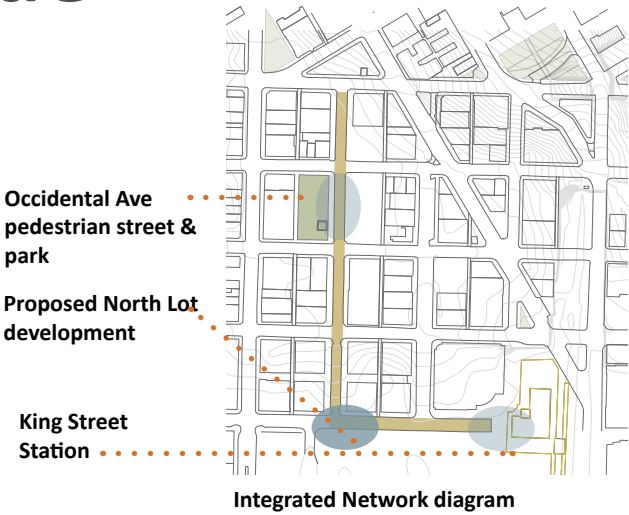 Occidental Ave
pedestrian street &
park
Proposed North Lot
development
King Street
Station
Integrated Network diagram